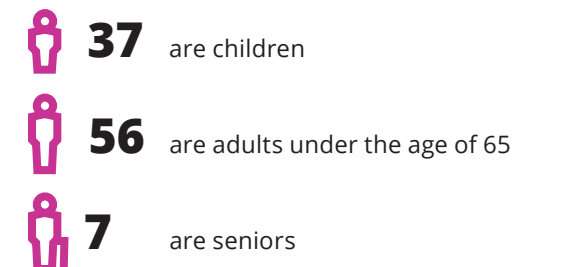 37 are children
56 are adults under the age of 65
7 are seniors